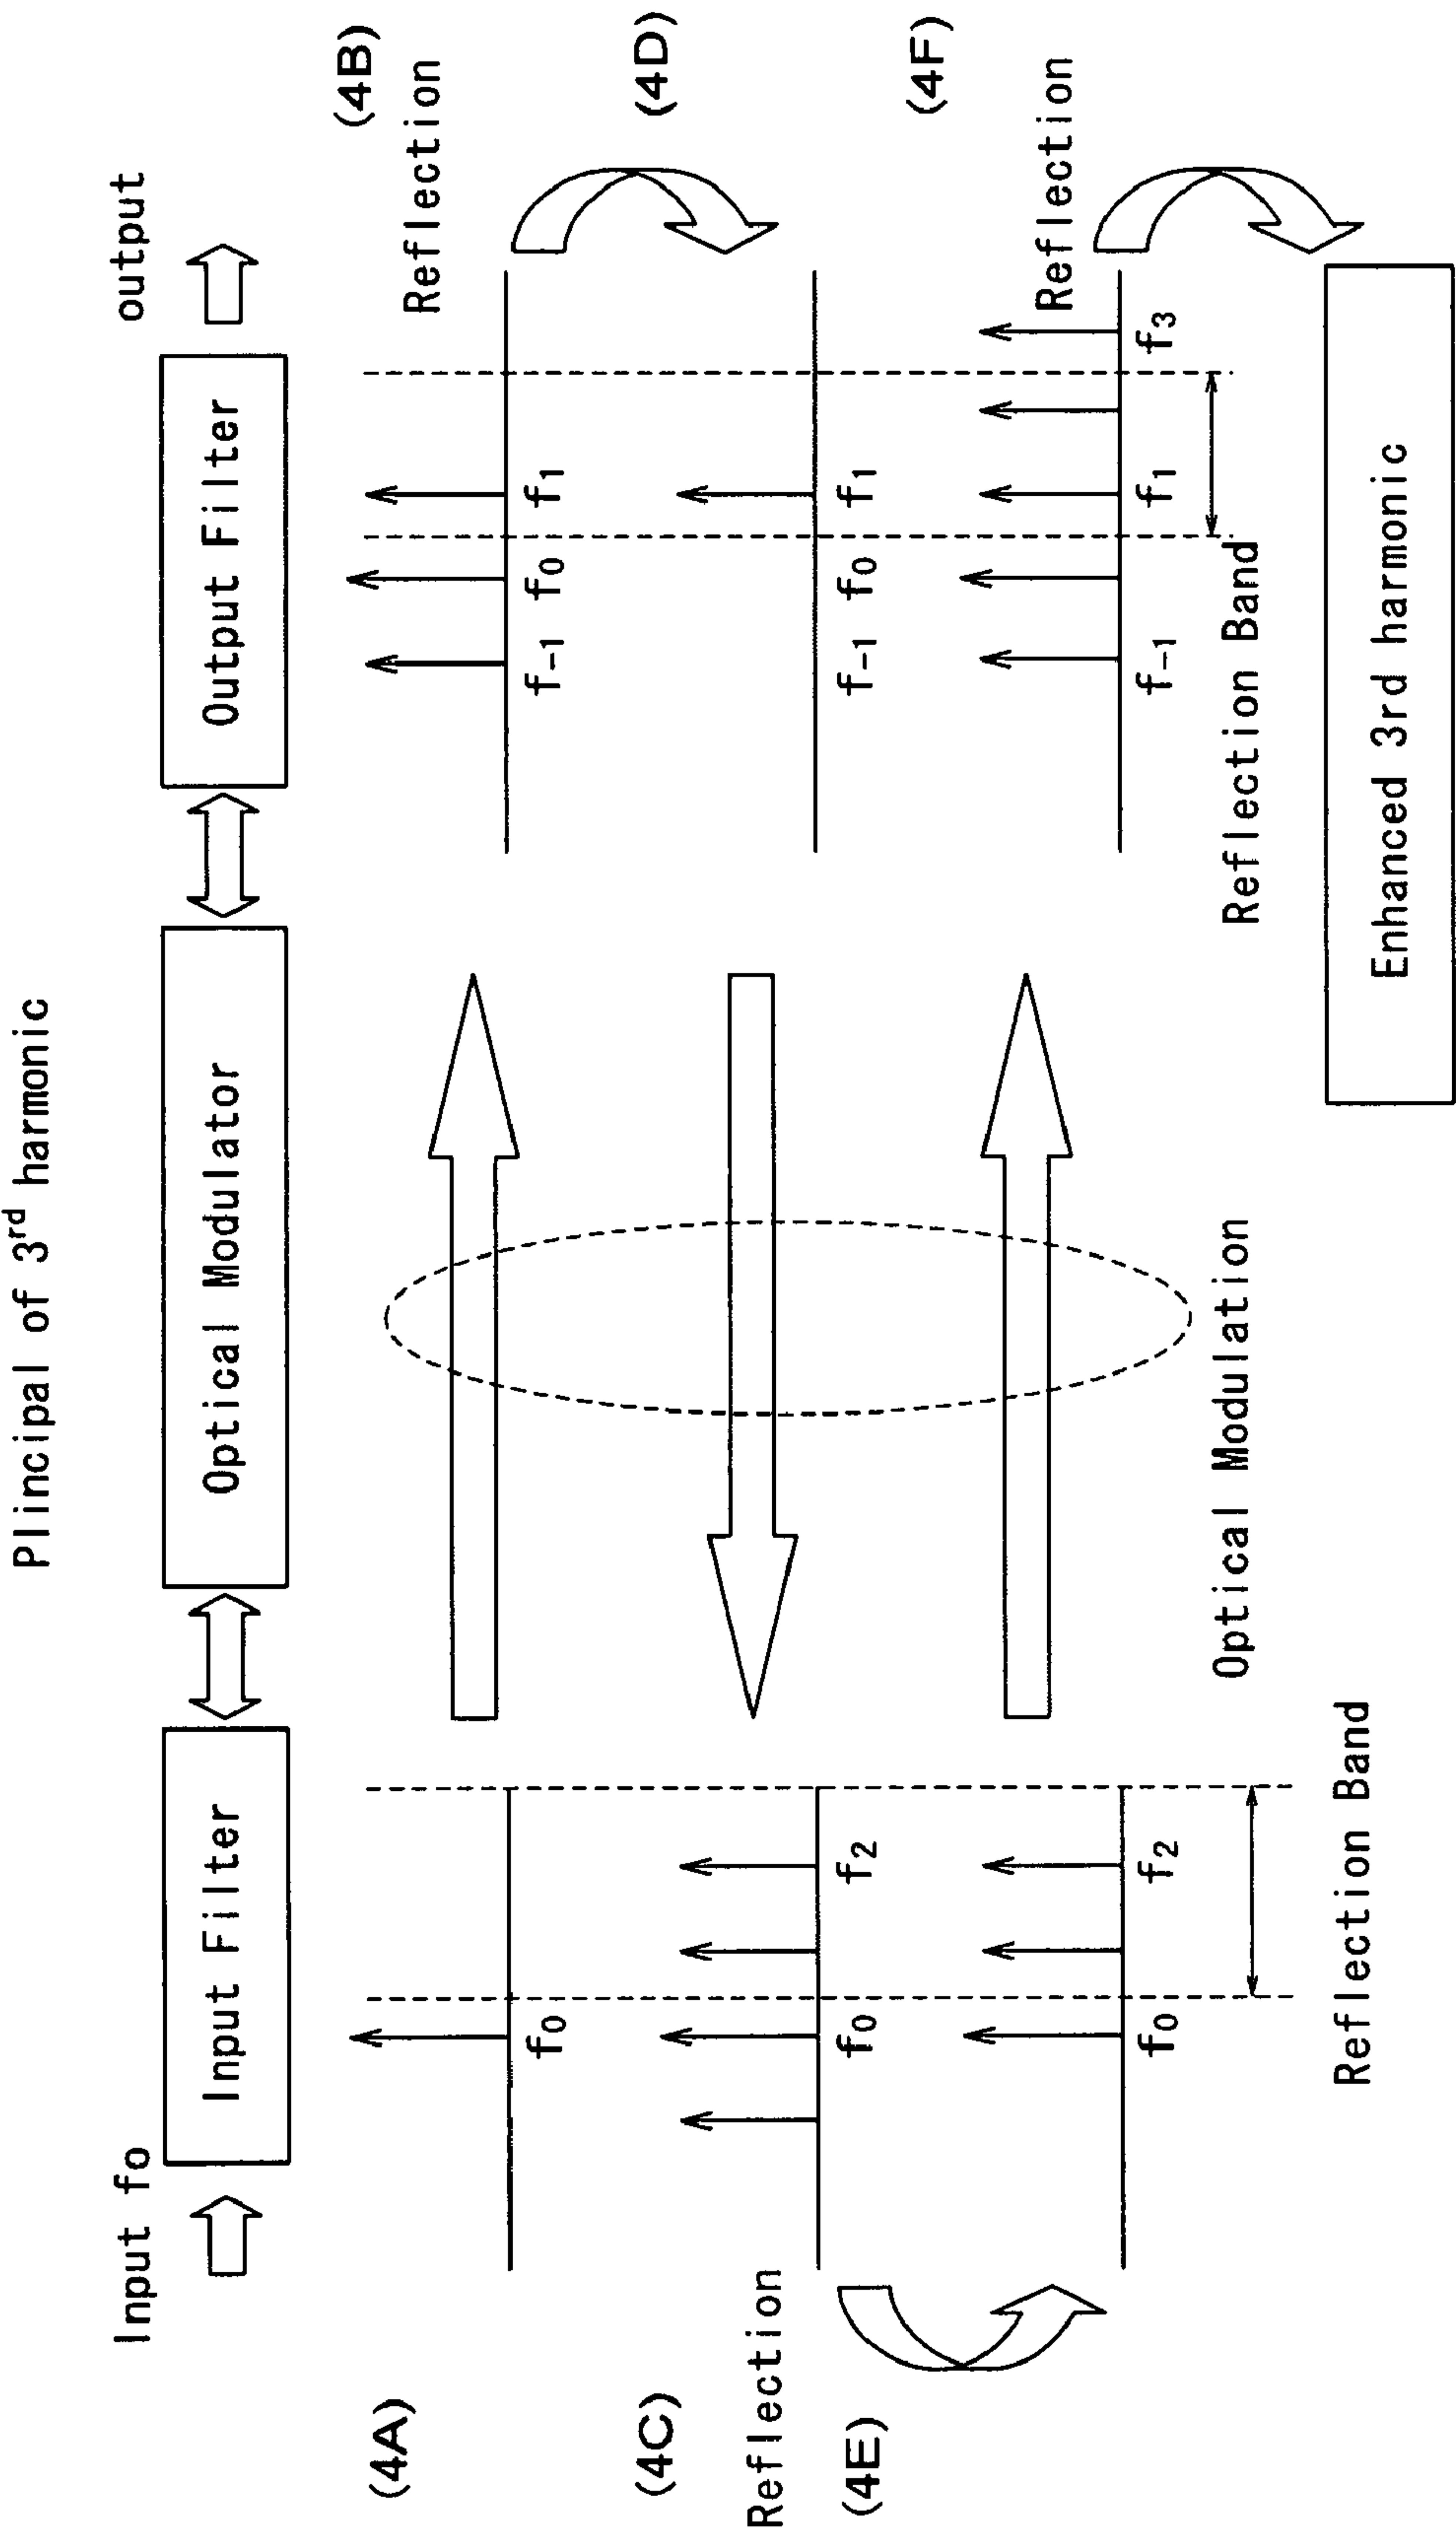 Plincipal of 3rd harmonic
Input fo
output
Input Filter
Optical Modulator
Output Filter
(4A)
(4B)
f0
f-1 f0 f1
Reflection
(4C)
(4D)
f0 f2
f-1 f0 f1
Reflection
(4E)
(4F)
f0 f2
f-1 f1 f3
Reflection
Reflection Band
Optical Modulation
Reflection Band
Enhanced 3rd harmonic